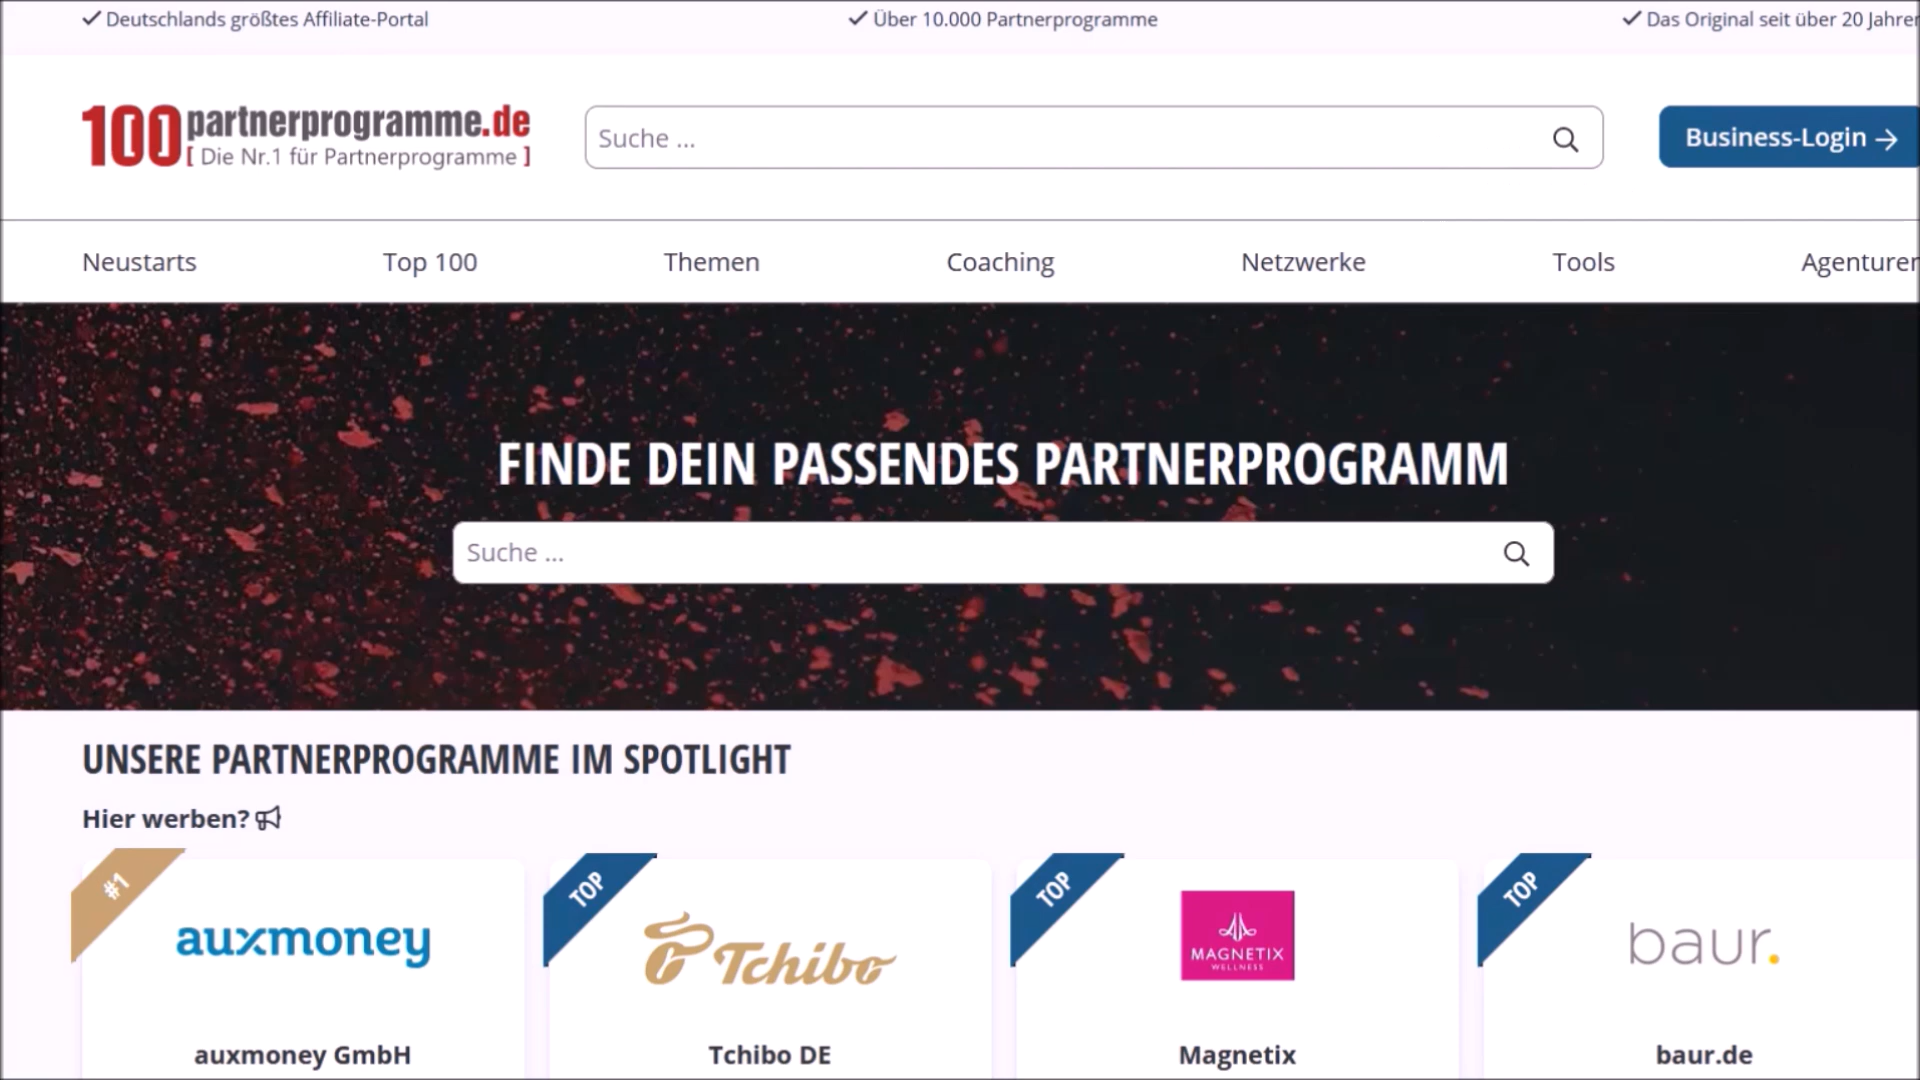 Deutschlands größtes Affiliate-Portal
Über 10.000 Partnerprogramme
Das Original seit über 20 Jahren
100partnerprogramme.de
[ Die Nr.1 für Partnerprogramme ]
Suche ...
Business-Login
Neustarts
Top 100
Themen
Coaching
Netzwerke
Tools
Agenturen
FINDE DEIN PASSENDES PARTNERPROGRAMM
Suche ...
UNSERE PARTNERPROGRAMME IM SPOTLIGHT
Hier werben?
#1
auxmoney
auxmoney GmbH
TOP
Tchibo
Tchibo DE
TOP
MAGNETIX
WELLNESS
Magnetix
TOP
baur.
baur.de